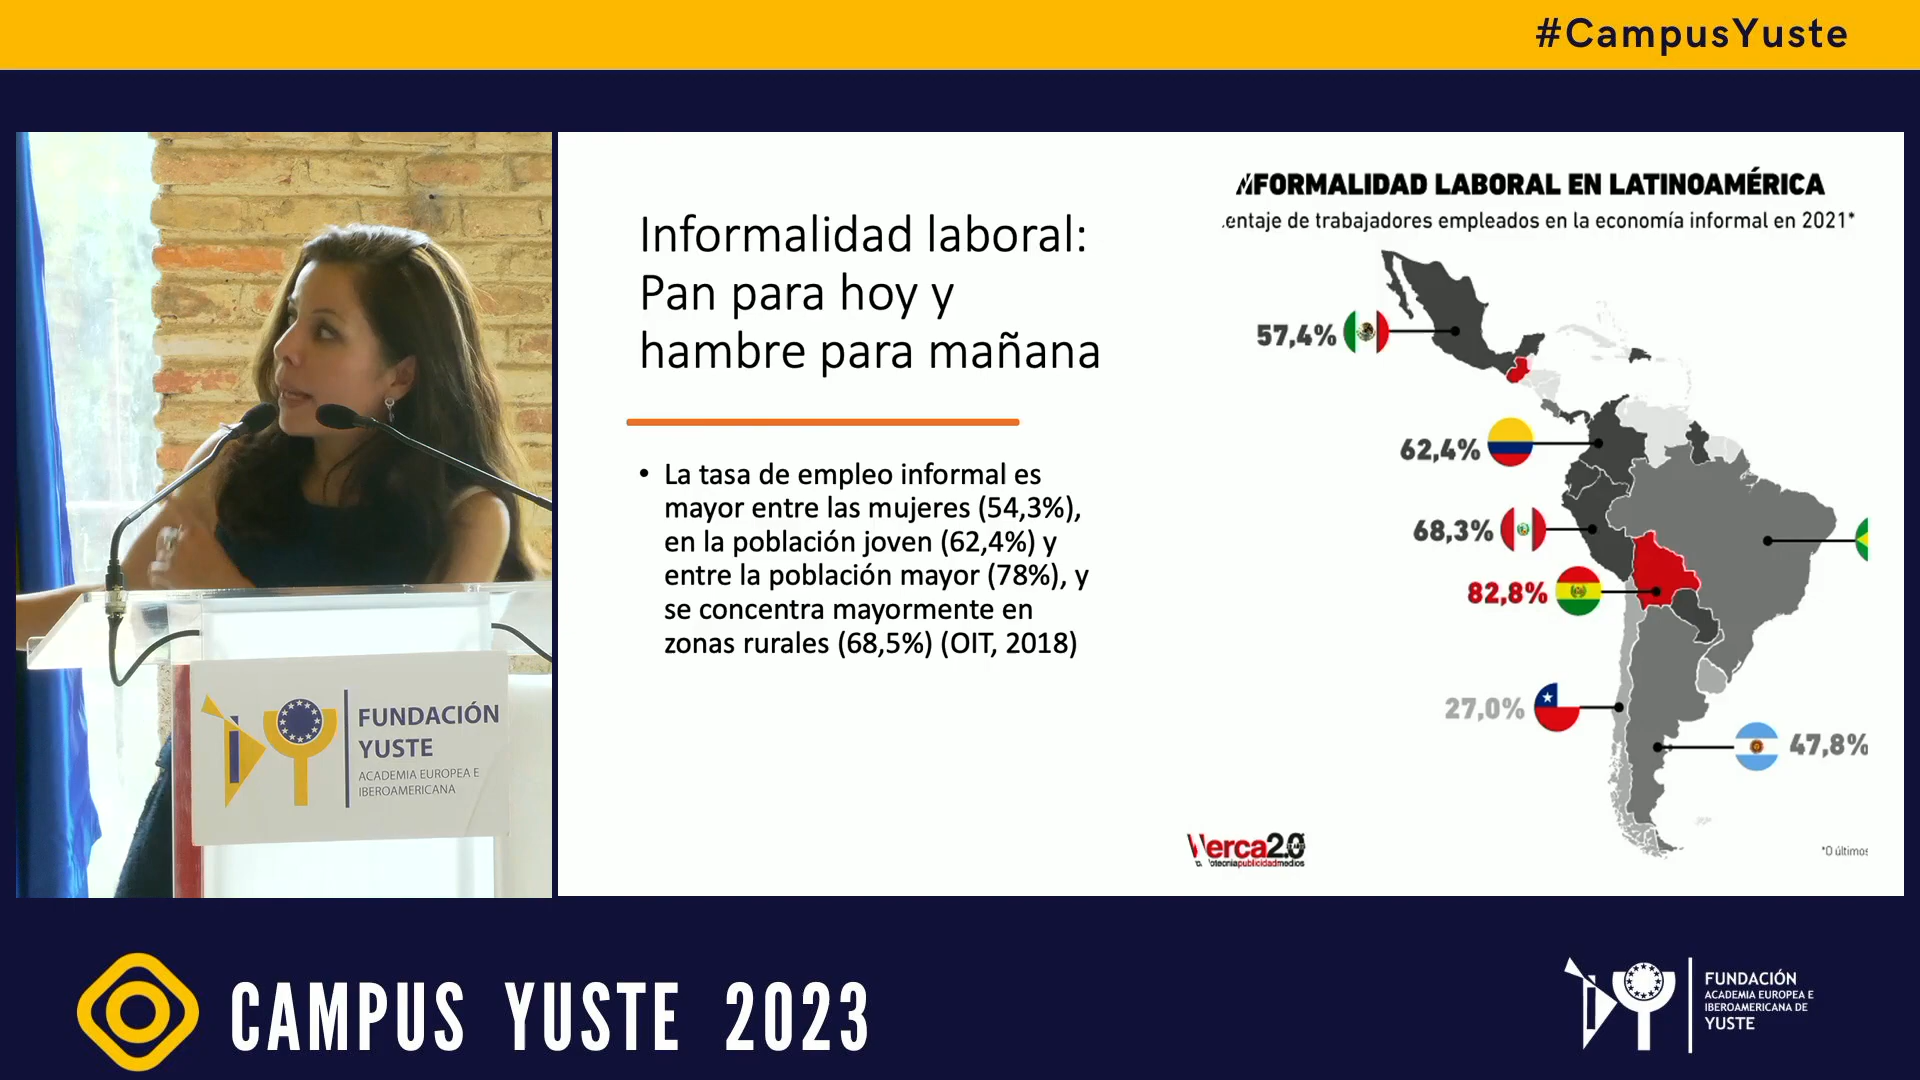 #CampusYuste
Informalidad laboral:
Pan para hoy y
hambre para mañana
• La tasa de empleo informal es
mayor entre las mujeres (54,3%),
en la población joven (62,4%) y
entre la población mayor (78%), y
se concentra mayormente en
zonas rurales (68,5%) (OIT, 2018)
NFORMALIDAD LABORAL EN LATINOAMÉRICA
entaje de trabajadores empleados en la economía informal en 2021*
57,4%
62,4%
68,3%
82,8%
27,0%
47,8%
*O últimos
Merca2.0
publicidadmedios
FUNDACIÓN
YUSTE
ACADEMIA EUROPEA E
IBEROAMERICANA
CAMPUS YUSTE 2023
FUNDACIÓN
ACADEMIA EUROPEA E
IBEROAMERICANA DE
YUSTE